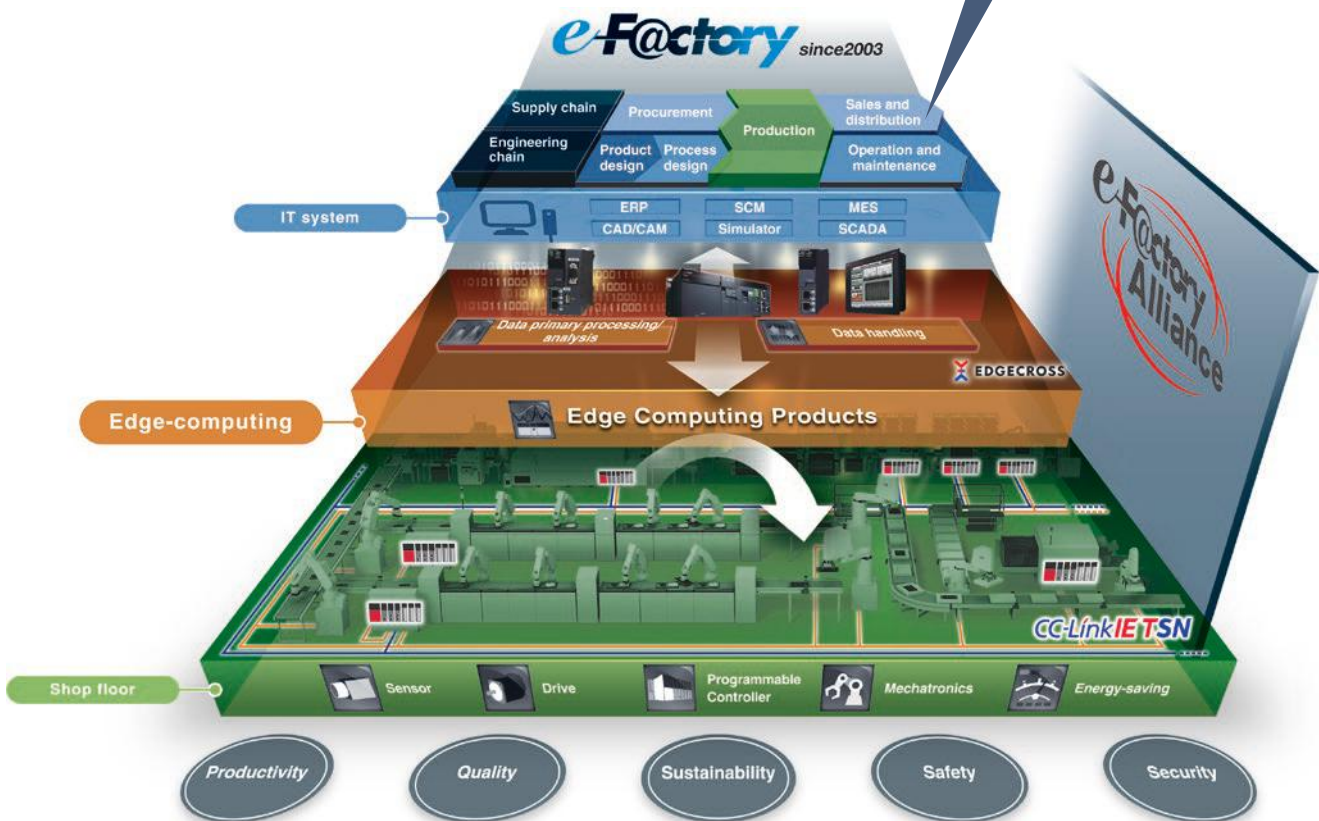 e-F@ctory since2003
Supply chain
Procurement
Production
Sales and
distribution
Engineering
chain
Product
design
Process
design
Operation and
maintenance
IT system
ERP
SCM
MES
CAD/CAM
Simulator
SCADA
Data primary processing/
analysis
Data handling
EDGECROSS
Edge-computing
Edge Computing Products
e-F@ctory
Alliance
CC-Link IE TSN
Shop floor
Sensor
Drive
Programmable
Controller
Mechatronics
Energy-saving
Productivity
Quality
Sustainability
Safety
Security